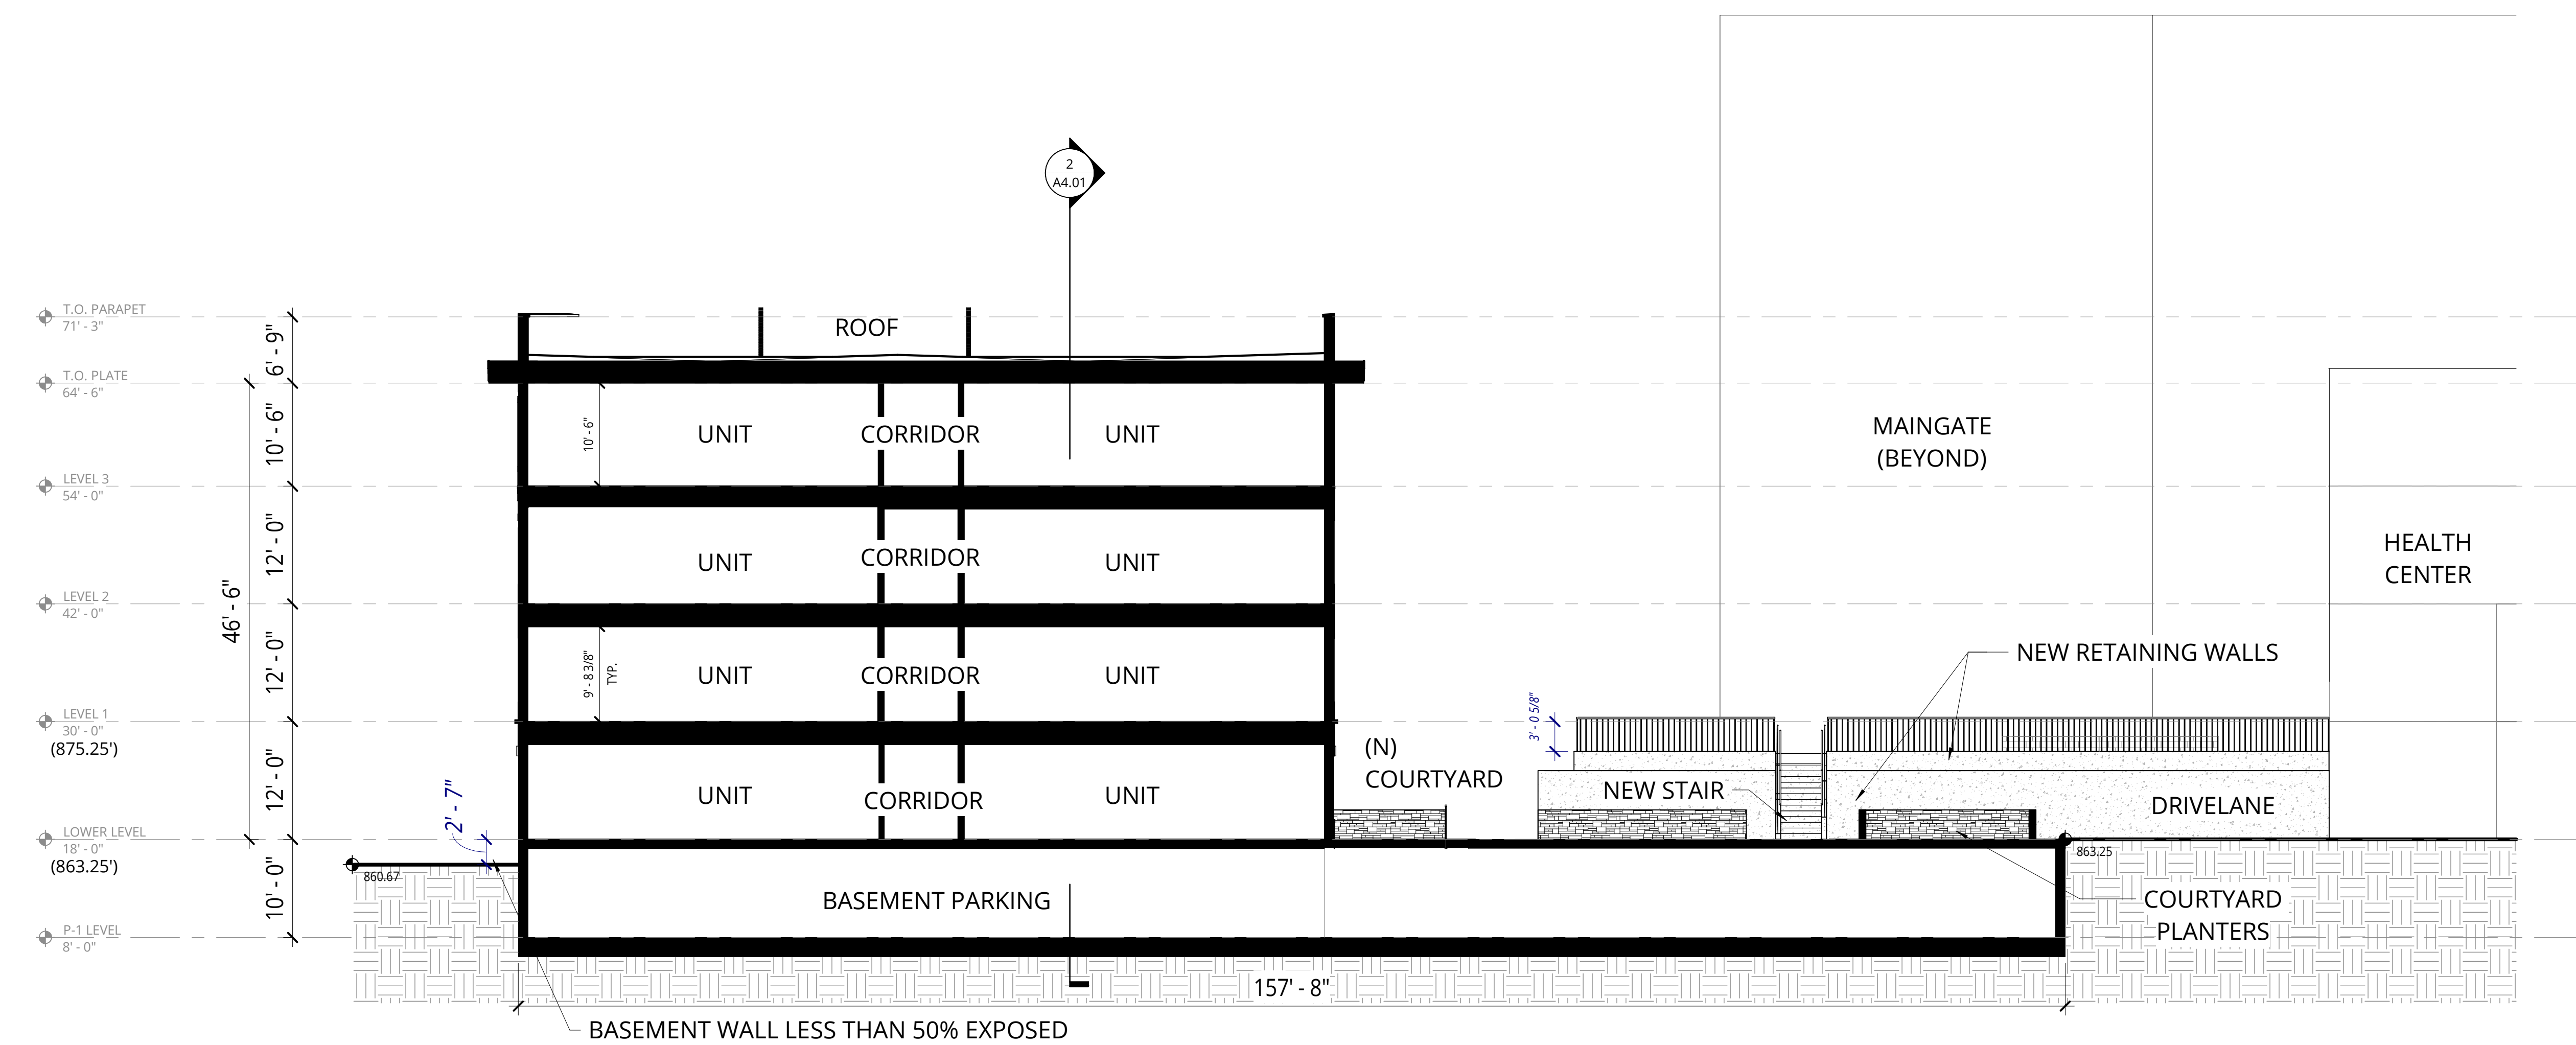 2
A4.01
T.O. PARAPET
71' - 3"
6' - 9"
ROOF
T.O. PLATE
64' - 6"
10' - 6"
10' - 6"
UNIT
CORRIDOR
UNIT
MAINGATE
(BEYOND)
LEVEL 3
54' - 0"
12' - 0"
UNIT
CORRIDOR
UNIT
HEALTH
CENTER
LEVEL 2
42' - 0"
46' - 6"
12' - 0"
9' - 8 3/8"
TYP.
UNIT
CORRIDOR
UNIT
NEW RETAINING WALLS
LEVEL 1
30' - 0"
(875.25')
3' - 0 5/8"
(N)
COURTYARD
12' - 0"
2' - 7"
UNIT
CORRIDOR
UNIT
NEW STAIR
DRIVELANE
LOWER LEVEL
18' - 0"
(863.25')
863.25
860.67
10' - 0"
BASEMENT PARKING
COURTYARD
PLANTERS
P-1 LEVEL
8' - 0"
157' - 8"
BASEMENT WALL LESS THAN 50% EXPOSED